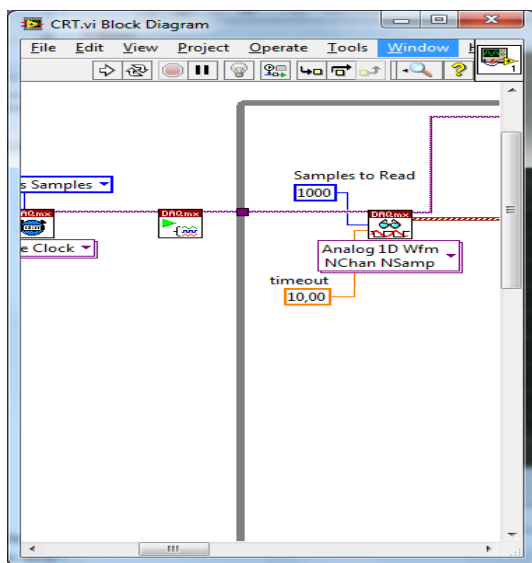 CRT.vi Block Diagram
File Edit View Project Operate Tools Window
1
s Samples
Samples to Read
1000
DAQmx DAQmx DAQmx
e Clock
Analog 1D Wfm
NChan NSamp
timeout
10,00